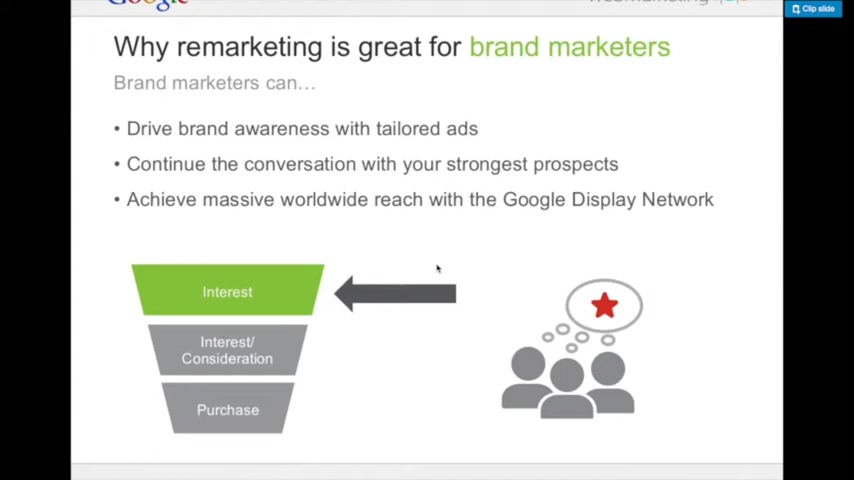 Google
Clip slide
Why remarketing is great for brand marketers
Brand marketers can…
• Drive brand awareness with tailored ads
• Continue the conversation with your strongest prospects
• Achieve massive worldwide reach with the Google Display Network
Interest
Interest/
Consideration
Purchase